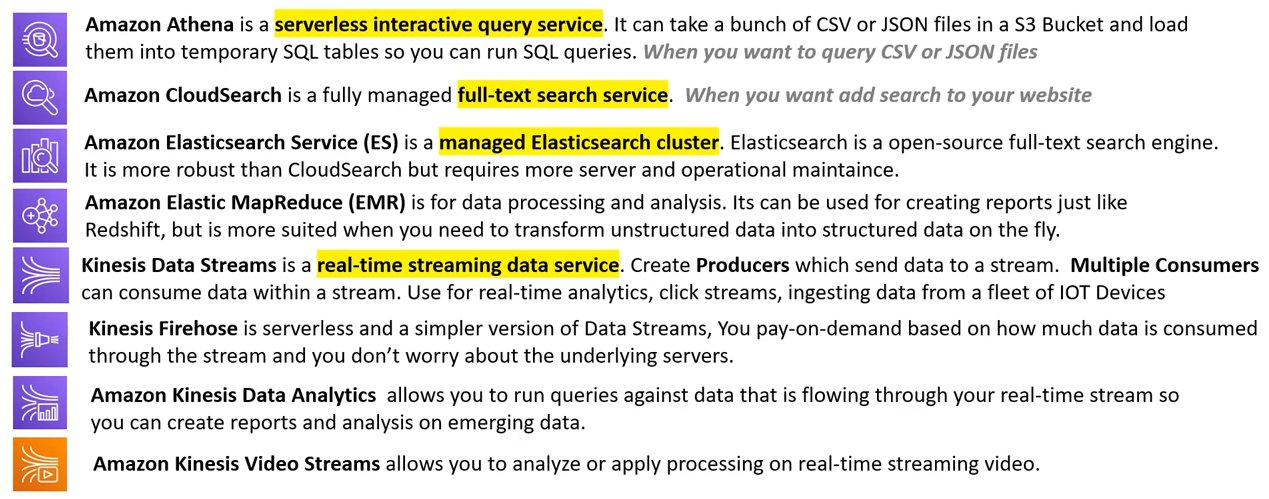 Amazon Athena is a serverless interactive query service. It can take a bunch of CSV or JSON files in a S3 Bucket and load
them into temporary SQL tables so you can run SQL queries. When you want to query CSV or JSON files
Amazon CloudSearch is a fully managed full-text search service. When you want add search to your website
Amazon Elasticsearch Service (ES) is a managed Elasticsearch cluster. Elasticsearch is a open-source full-text search engine.
It is more robust than CloudSearch but requires more server and operational maintaince.
Amazon Elastic MapReduce (EMR) is for data processing and analysis. Its can be used for creating reports just like
Redshift, but is more suited when you need to transform unstructured data into structured data on the fly.
Kinesis Data Streams is a real-time streaming data service. Create Producers which send data to a stream. Multiple Consumers
can consume data within a stream. Use for real-time analytics, click streams, ingesting data from a fleet of IOT Devices
Kinesis Firehose is serverless and a simpler version of Data Streams, You pay-on-demand based on how much data is consumed
through the stream and you don’t worry about the underlying servers.
Amazon Kinesis Data Analytics allows you to run queries against data that is flowing through your real-time stream so
you can create reports and analysis on emerging data.
Amazon Kinesis Video Streams allows you to analyze or apply processing on real-time streaming video.